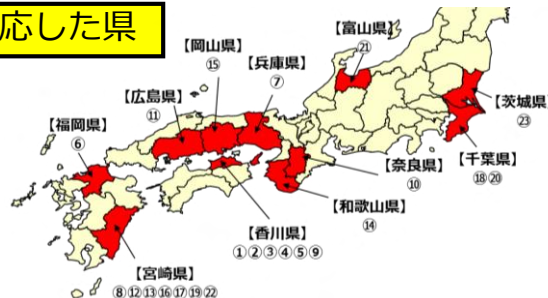 応した県
【富山県】
㉑
【岡山県】
⑮
【兵庫県】
⑦
【広島県】
⑪
【茨城県】
㉓
【福岡県】
⑥
【千葉県】
⑱⑳
【奈良県】
⑩
【和歌山県】
⑭
【香川県】
①②③④⑤⑨
【宮崎県】
⑧⑫⑬⑯⑰⑲㉒